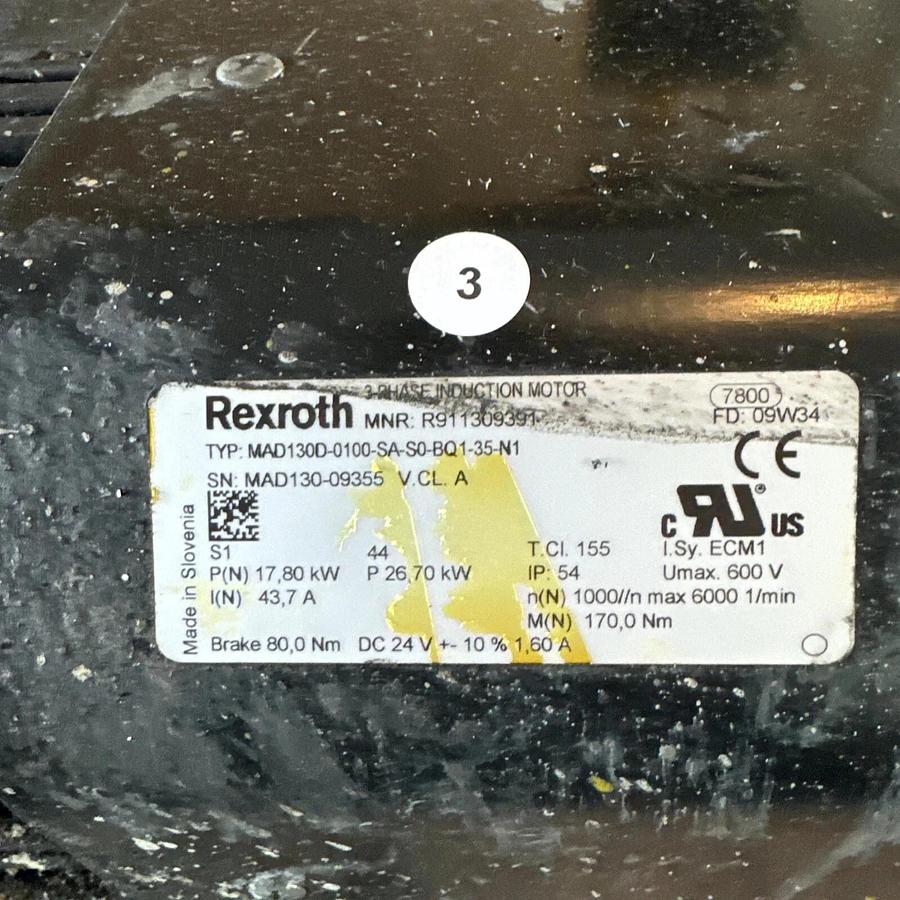 3
3-PHASE INDUCTION MOTOR
7800
Rexroth MNR: R911309391
FD: 09W34
TYP: MAD130D-0100-SA-S0-BQ1-35-N1
CE
SN: MAD130-09355 V.CL. A
C RU ® US
Made in Slovenia
S1 44 T.Cl. 155 I.Sy. ECM1
P(N) 17,80 kW P 26,70 kW IP: 54 Umax. 600 V
I(N) 43,7 A n(N) 1000//n max 6000 1/min
M(N) 170,0 Nm
Brake 80,0 Nm DC 24 V +- 10 % 1,60 A